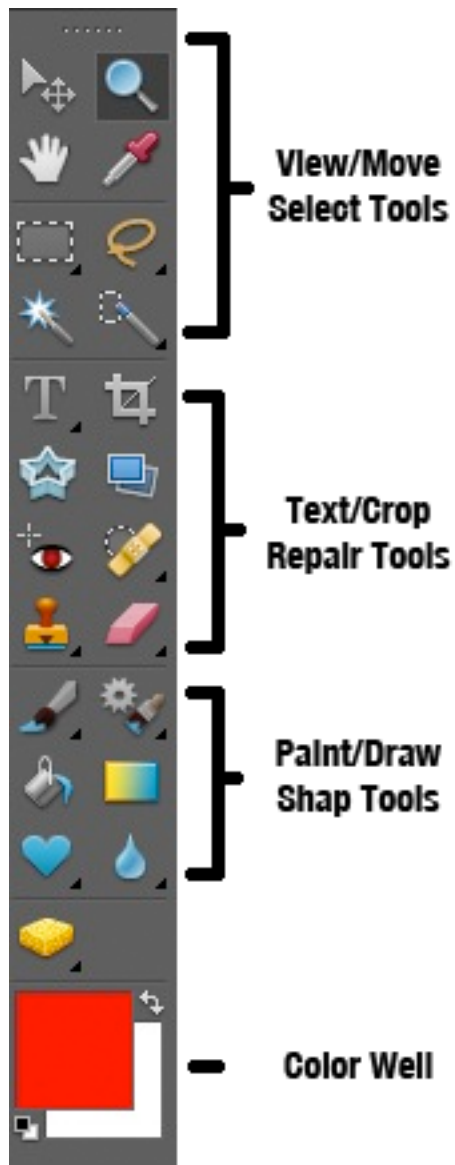 View/Move
Select Tools
T
Text/Crop
Repair Tools
Paint/Draw
Shap Tools
Color Well